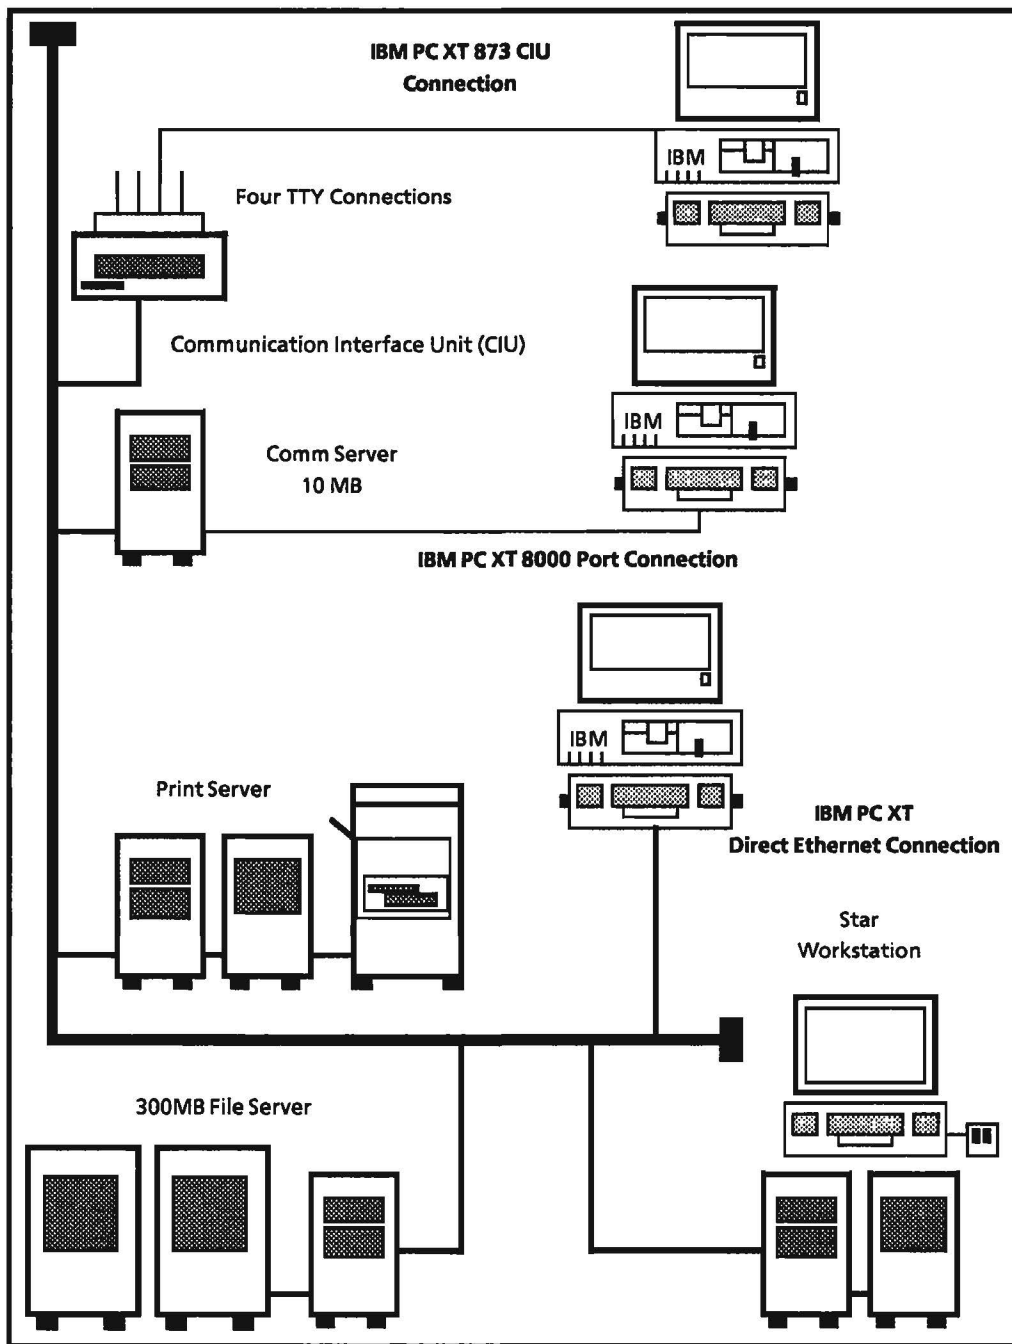 IBM PC XT 873 CIU
Connection
IBM
Four TTY Connections
Communication Interface Unit (CIU)
IBM
Comm Server
10 MB
IBM PC XT 8000 Port Connection
IBM
Print Server
IBM PC XT
Direct Ethernet Connection
Star
Workstation
300MB File Server